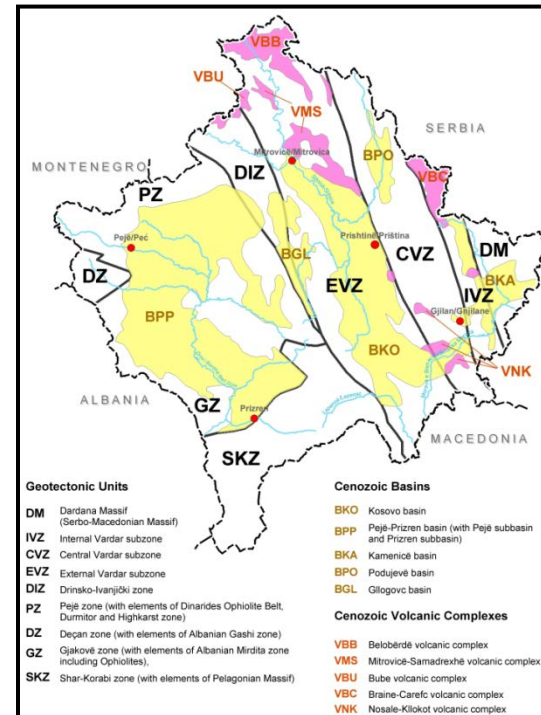 VBB
VBU
VMS
SERBIA
Mitrovicë/Mitrovica
BPO
MONTENEGRO
DIZ
VBC
PZ
Pejë/Peć
Prishtinë/Priština
CVZ
DM
DZ
BGL
EVZ
IVZ
BKA
Gjilan/Gnjilane
BPP
BKO
VNK
ALBANIA
GZ
Prizren
MACEDONIA
SKZ
Geotectonic Units
DM Dardana Massif
(Serbo-Macedonian Massif)
IVZ Internal Vardar subzone
CVZ Central Vardar subzone
EVZ External Vardar subzone
DIZ Drinsko-Ivanjički zone
PZ Pejë zone (with elements of Dinarides Ophiolite Belt,
Durmitor and Highkarst zone)
DZ Deçan zone (with elements of Albanian Gashi zone)
GZ Gjakovë zone (with elements of Albanian Mirdita zone
including Ophiolites),
SKZ Shar-Korabi zone (with elements of Pelagonian Massif)
Cenozoic Basins
BKO Kosovo basin
BPP Pejë-Prizren basin (with Pejë subbasin
and Prizren subbasin)
BKA Kamenicë basin
BPO Podujevë basin
BGL Gllogovc basin
Cenozoic Volcanic Complexes
VBB Belobërdë volcanic complex
VMS Mitrovicë-Samadrexhë volcanic complex
VBU Bube volcanic complex
VBC Braine-Carefc volcanic complex
VNK Nosale-Kllokot volcanic complex